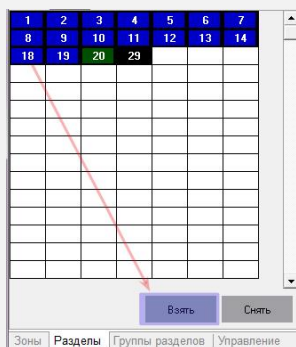 1 2 3 4 5 6 7
8 9 10 11 12 13 14
18 19 20 29
Взять Снять
Зоны Разделы Группы разделов Управление